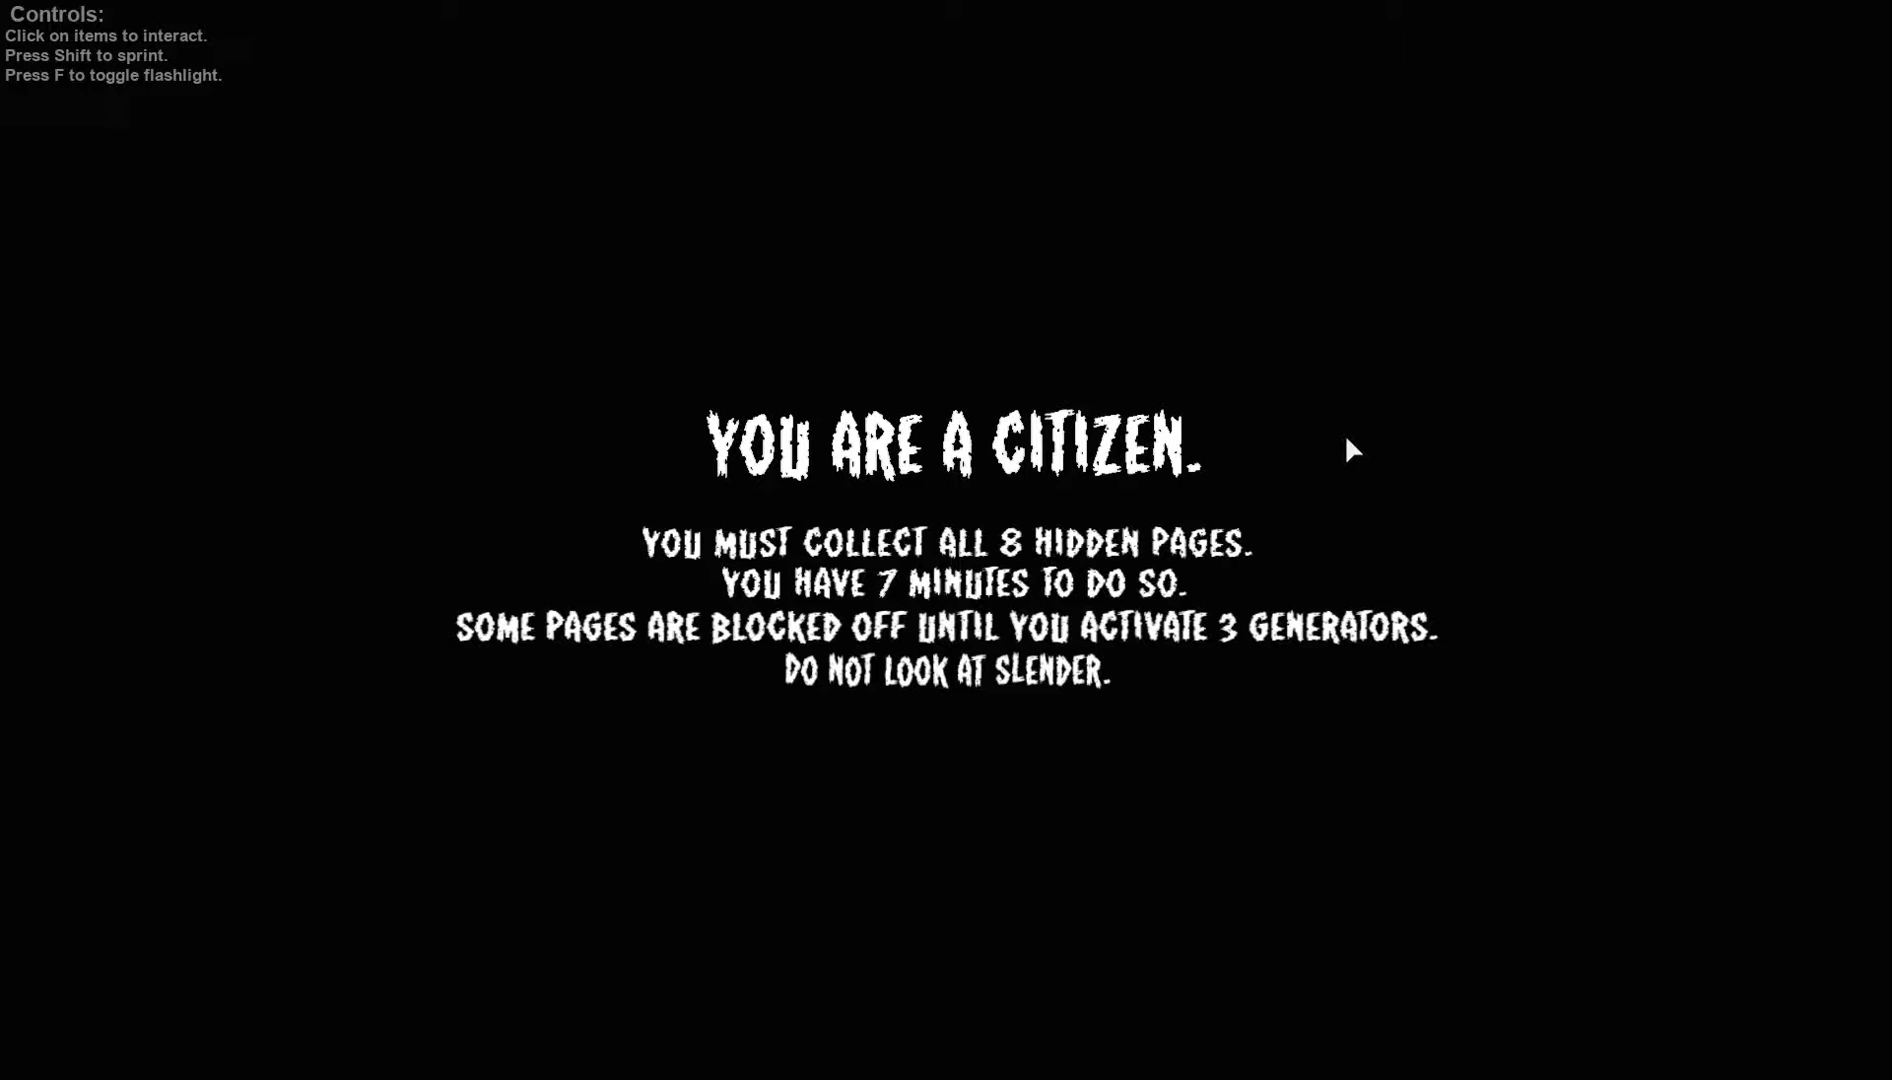 Controls:
Click on items to interact.
Press Shift to sprint.
Press F to toggle flashlight.
YOU ARE A CITIZEN.
YOU MUST COLLECT ALL 8 HIDDEN PAGES.
YOU HAVE 7 MINUTES TO DO SO.
SOME PAGES ARE BLOCKED OFF UNTIL YOU ACTIVATE 3 GENERATORS.
DO NOT LOOK AT SLENDER.